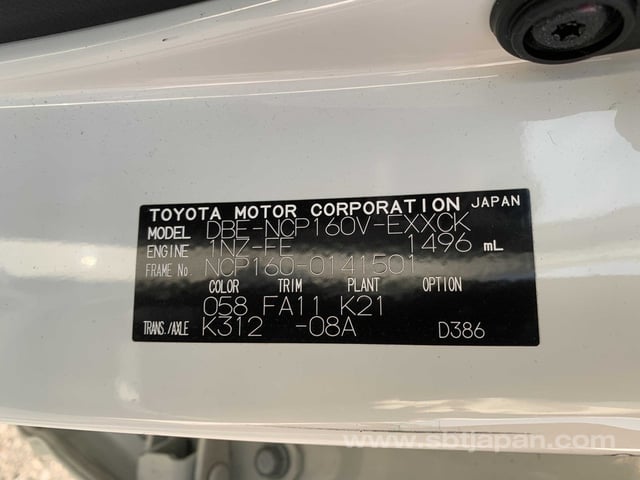 TOYOTA MOTOR CORPORATION JAPAN
MODEL DBE-NCP160V-EXXCK
ENGINE 1NZ-FE 1496 mL
FRAME No. NCP160-0141501
COLOR TRIM PLANT OPTION
058 FA11 K21
TRANS./AXLE K312 -08A D386
www.sbtjapan.com